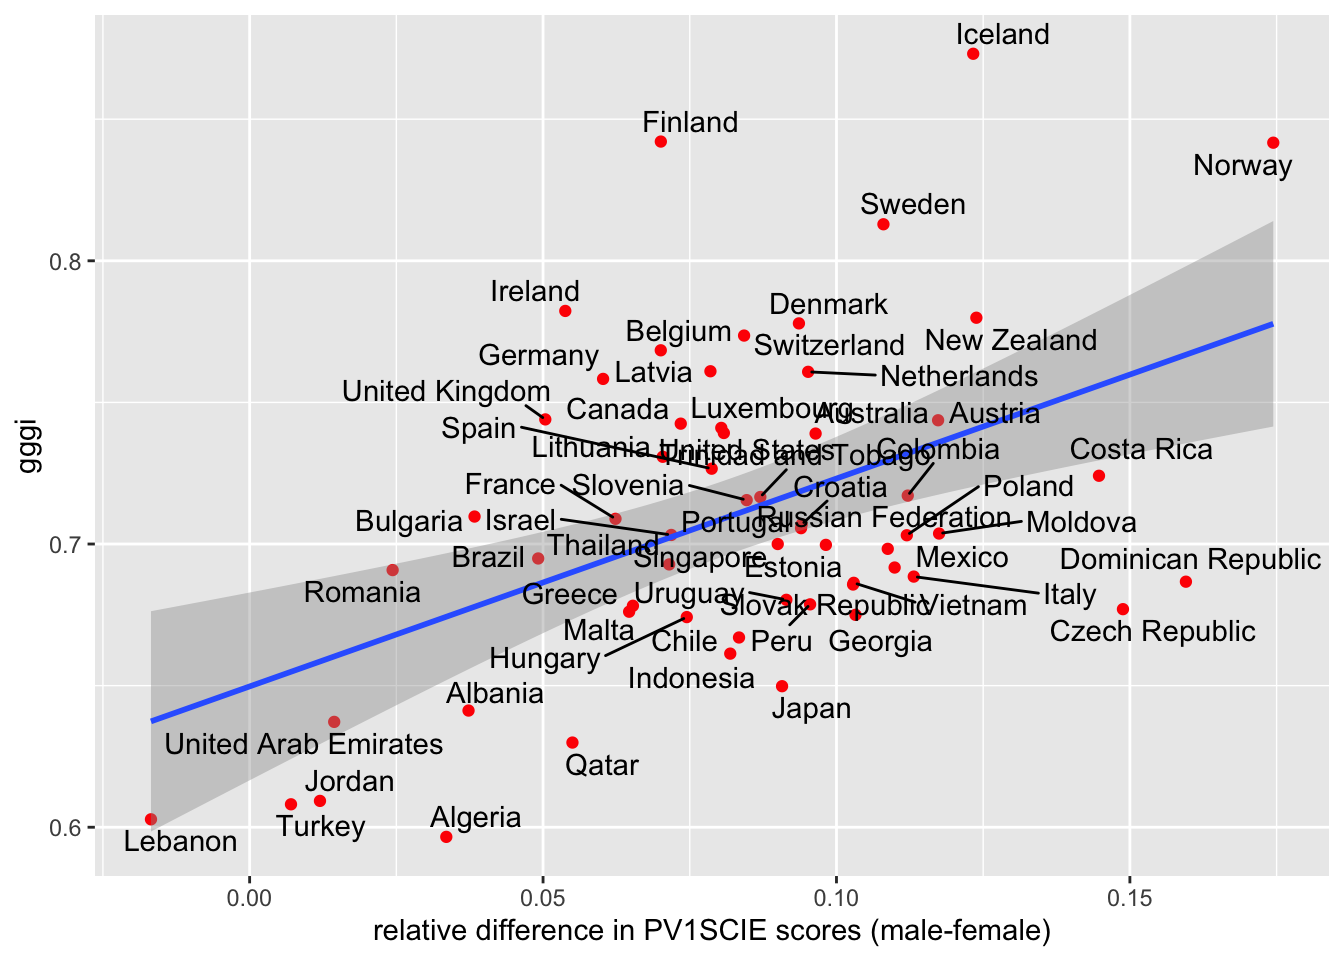 Iceland
Finland
Norway
Sweden
0.8
Ireland
Denmark
Belgium
New Zealand
Switzerland
Germany
Latvia
Netherlands
United Kingdom
Canada
Luxembourg
Australia
Austria
Spain
Lithuania
United States
Trinidad and Tobago
Colombia
Costa Rica
France
Slovenia
Croatia
Poland
Bulgaria
Israel
Portugal
Russian Federation
Moldova
0.7
Thailand
Brazil
Singapore
Estonia
Mexico
Dominican Republic
Romania
Greece
Uruguay
Slovak Republic
Vietnam
Italy
Malta
Chile
Peru
Georgia
Czech Republic
Hungary
Indonesia
Albania
Japan
United Arab Emirates
Qatar
Jordan
Algeria
Turkey
0.6
Lebanon
gggi
0.00
0.05
0.10
0.15
relative difference in PV1SCIE scores (male-female)